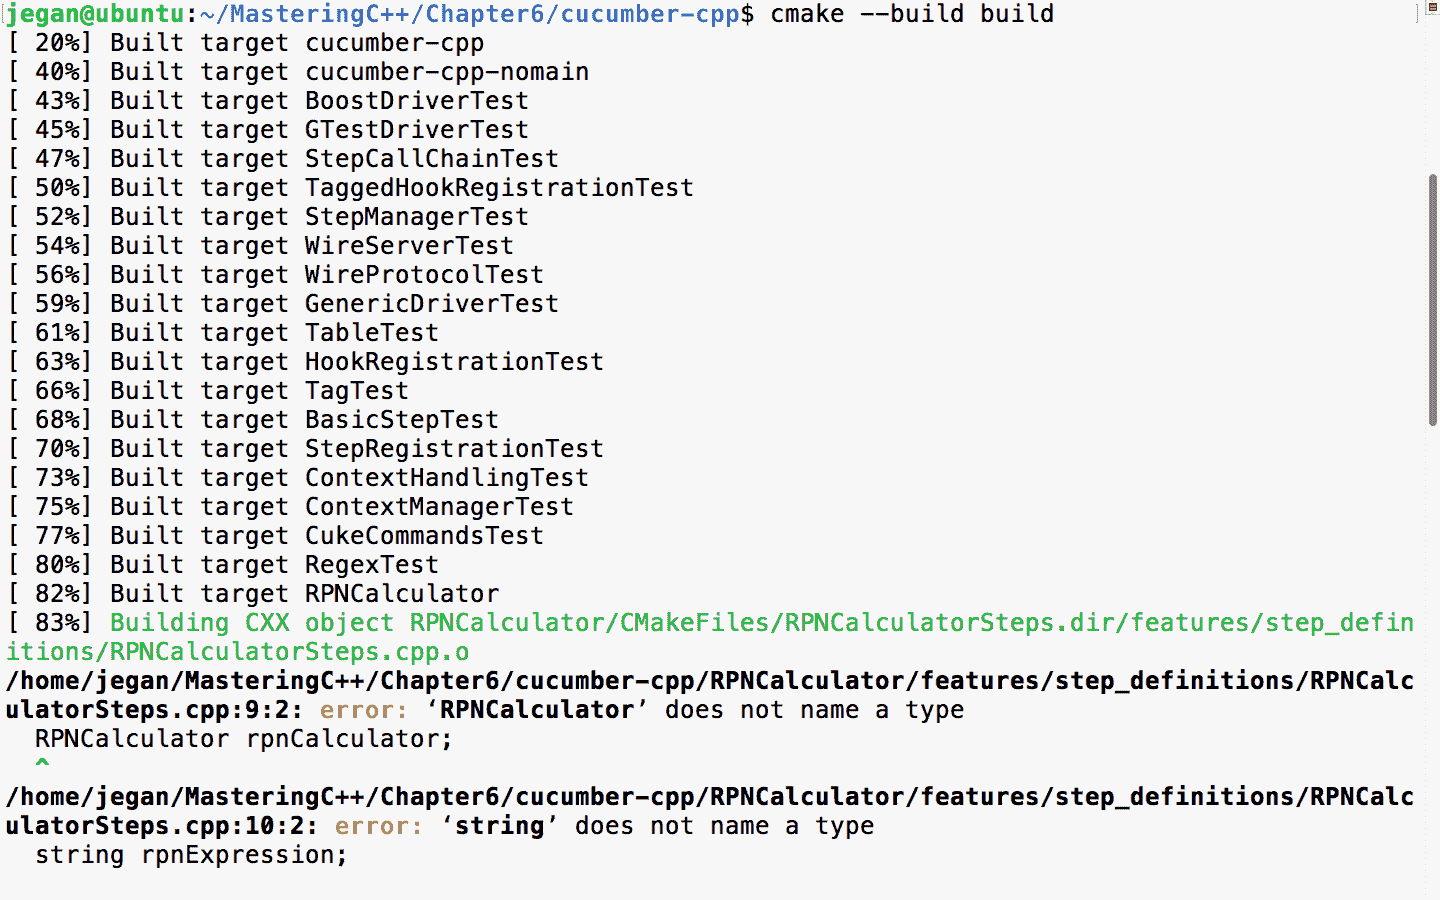 jegan@ubuntu:~/MasteringC++/Chapter6/cucumber-cpp$ cmake --build build
[ 20%] Built target cucumber-cpp
[ 40%] Built target cucumber-cpp-nomain
[ 43%] Built target BoostDriverTest
[ 45%] Built target GTestDriverTest
[ 47%] Built target StepCallChainTest
[ 50%] Built target TaggedHookRegistrationTest
[ 52%] Built target StepManagerTest
[ 54%] Built target WireServerTest
[ 56%] Built target WireProtocolTest
[ 59%] Built target GenericDriverTest
[ 61%] Built target TableTest
[ 63%] Built target HookRegistrationTest
[ 66%] Built target TagTest
[ 68%] Built target BasicStepTest
[ 70%] Built target StepRegistrationTest
[ 73%] Built target ContextHandlingTest
[ 75%] Built target ContextManagerTest
[ 77%] Built target CukeCommandsTest
[ 80%] Built target RegexTest
[ 82%] Built target RPNCalculator
[ 83%] Building CXX object RPNCalculator/CMakeFiles/RPNCalculatorSteps.dir/features/step_defin
itions/RPNCalculatorSteps.cpp.o
/home/jegan/MasteringC++/Chapter6/cucumber-cpp/RPNCalculator/features/step_definitions/RPNCalc
ulatorSteps.cpp:9:2: error: ‘RPNCalculator’ does not name a type
  RPNCalculator rpnCalculator;
  ^
/home/jegan/MasteringC++/Chapter6/cucumber-cpp/RPNCalculator/features/step_definitions/RPNCalc
ulatorSteps.cpp:10:2: error: ‘string’ does not name a type
  string rpnExpression;